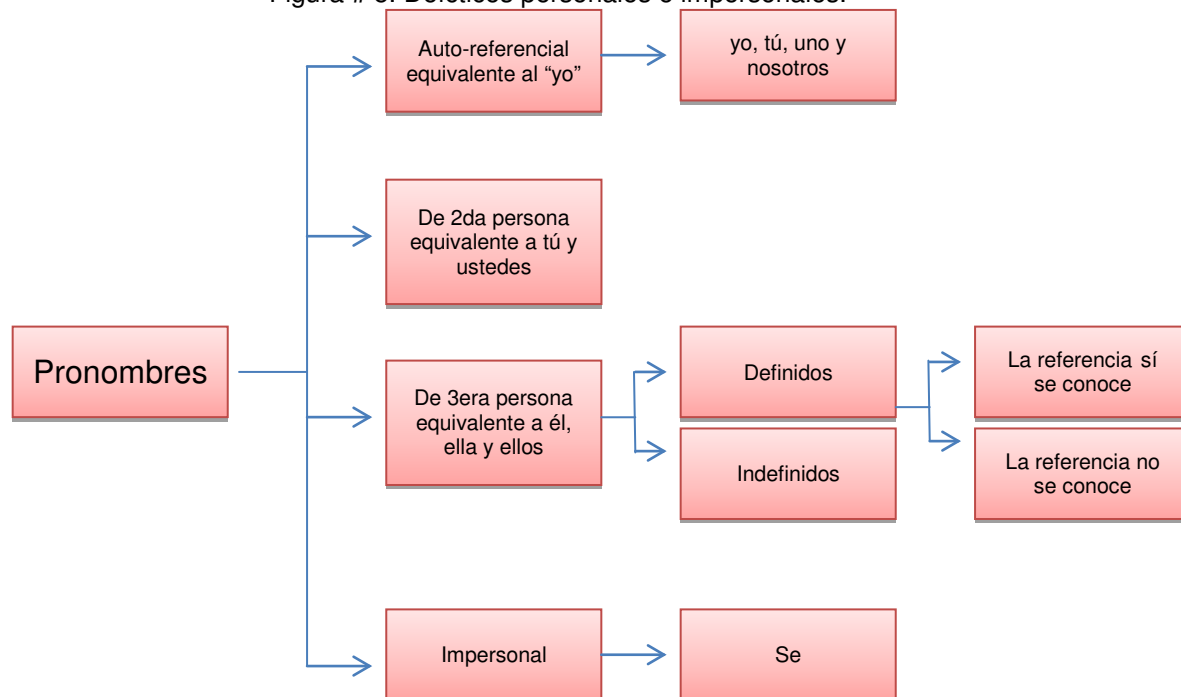 Auto-referencial
equivalente al “yo”
yo, tú, uno y
nosotros
De 2da persona
equivalente a tú y
ustedes
Pronombres
De 3era persona
equivalente a él,
ella y ellos
Definidos
Indefinidos
La referencia sí
se conoce
La referencia no
se conoce
Impersonal
Se